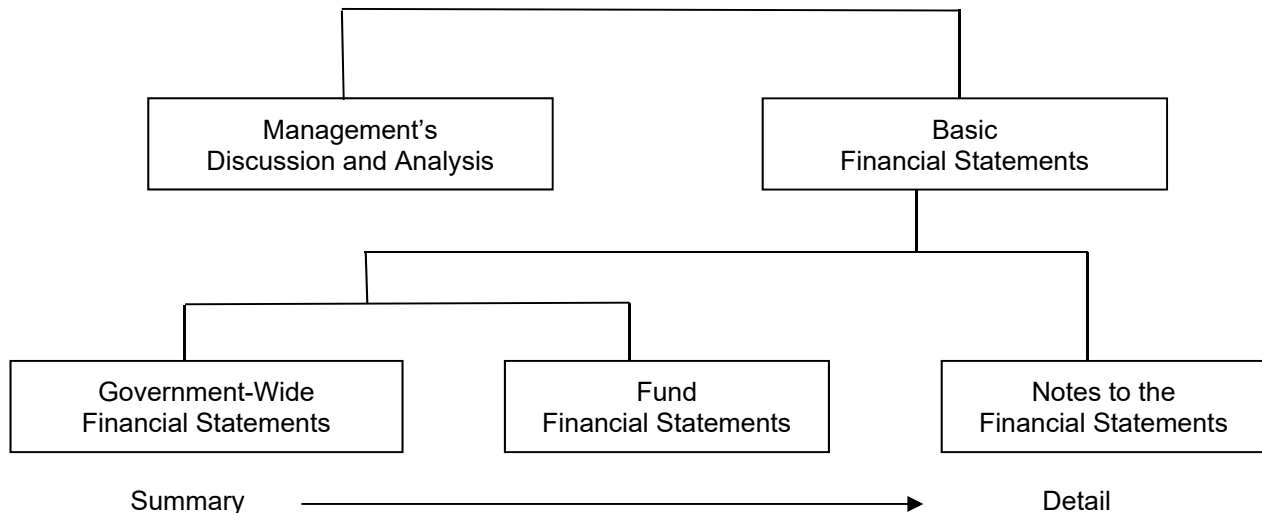 Management’s
Discussion and Analysis
Basic
Financial Statements
Government-Wide
Financial Statements
Fund
Financial Statements
Notes to the
Financial Statements
Summary
Detail